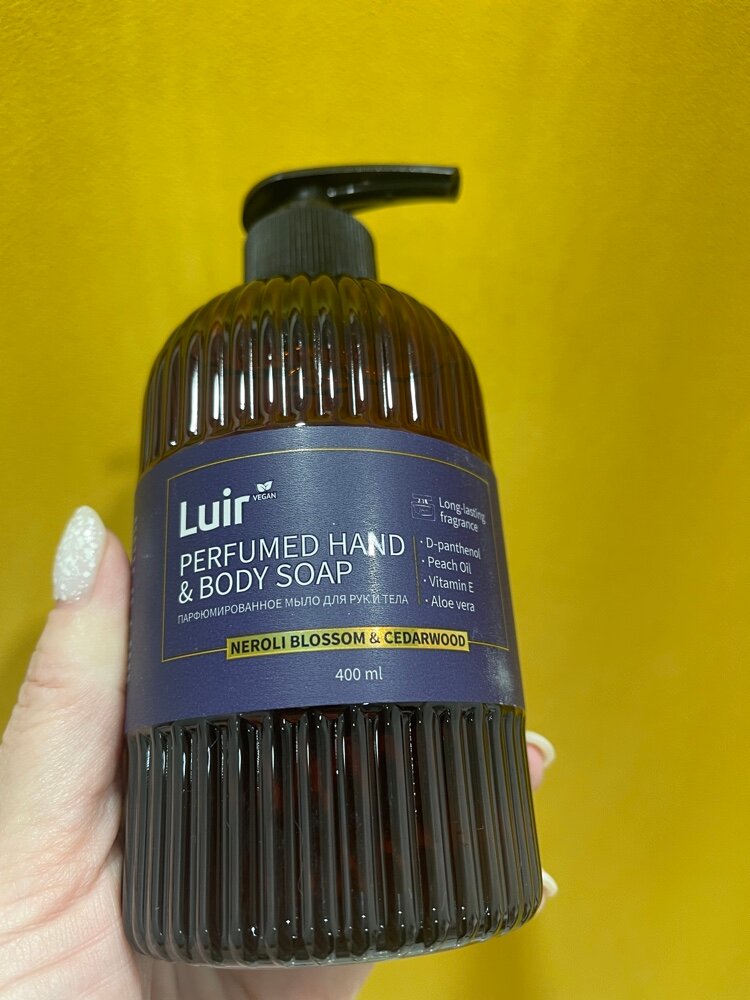 Luir
VEGAN
PERFUMED HAND
& BODY SOAP
ПАРФЮМИРОВАННОЕ МЫЛО ДЛЯ РУК И ТЕЛА
Long-lasting
fragrance
· D-panthenol
· Peach Oil
· Vitamin E
· Aloe vera
NEROLI BLOSSOM & CEDARWOOD
400 ml